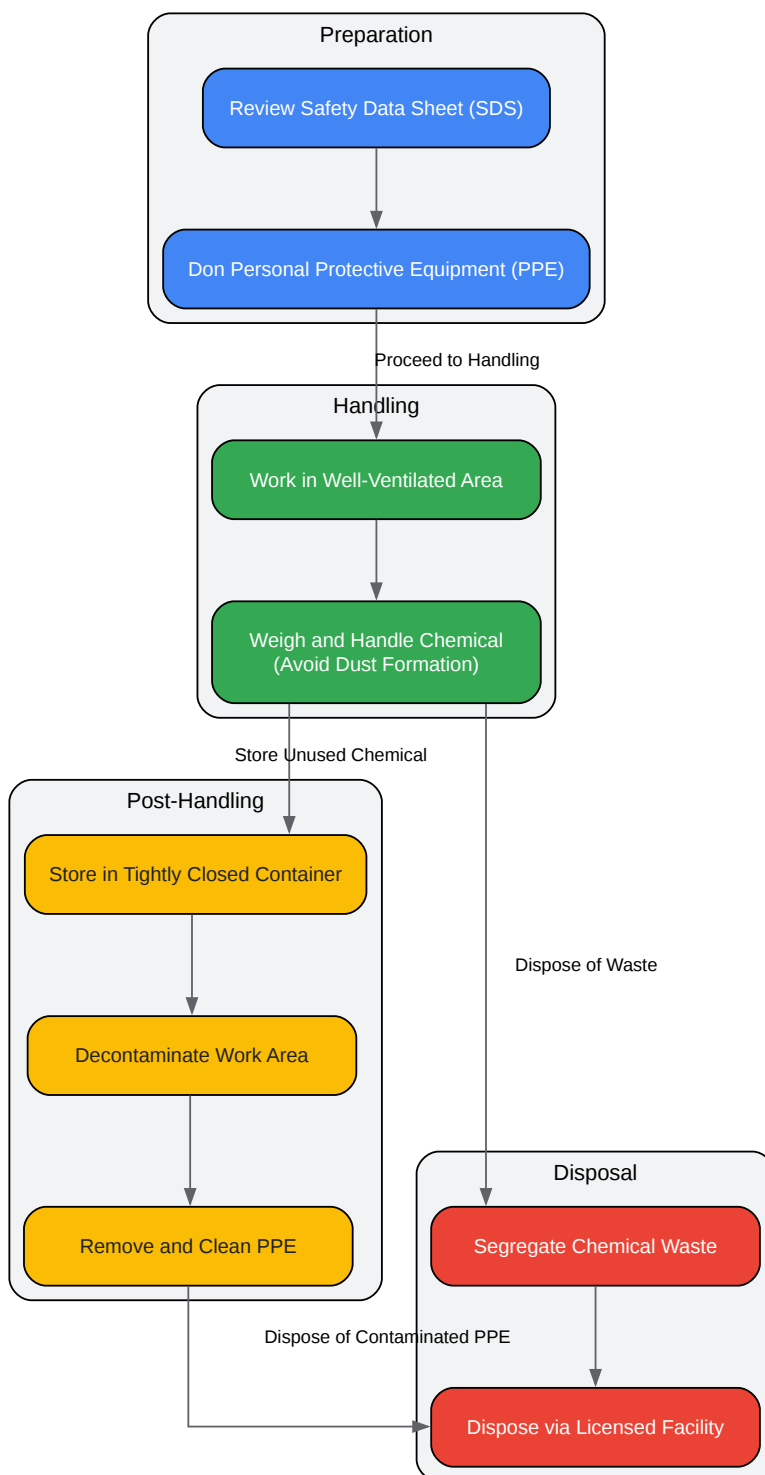 Preparation
Review Safety Data Sheet (SDS)
Don Personal Protective Equipment (PPE)
Proceed to Handling
Handling
Work in Well-Ventilated Area
Weigh and Handle Chemical
(Avoid Dust Formation)
Store Unused Chemical
Post-Handling
Store in Tightly Closed Container
Dispose of Waste
Decontaminate Work Area
Disposal
Remove and Clean PPE
Segregate Chemical Waste
Dispose of Contaminated PPE
Dispose via Licensed Facility